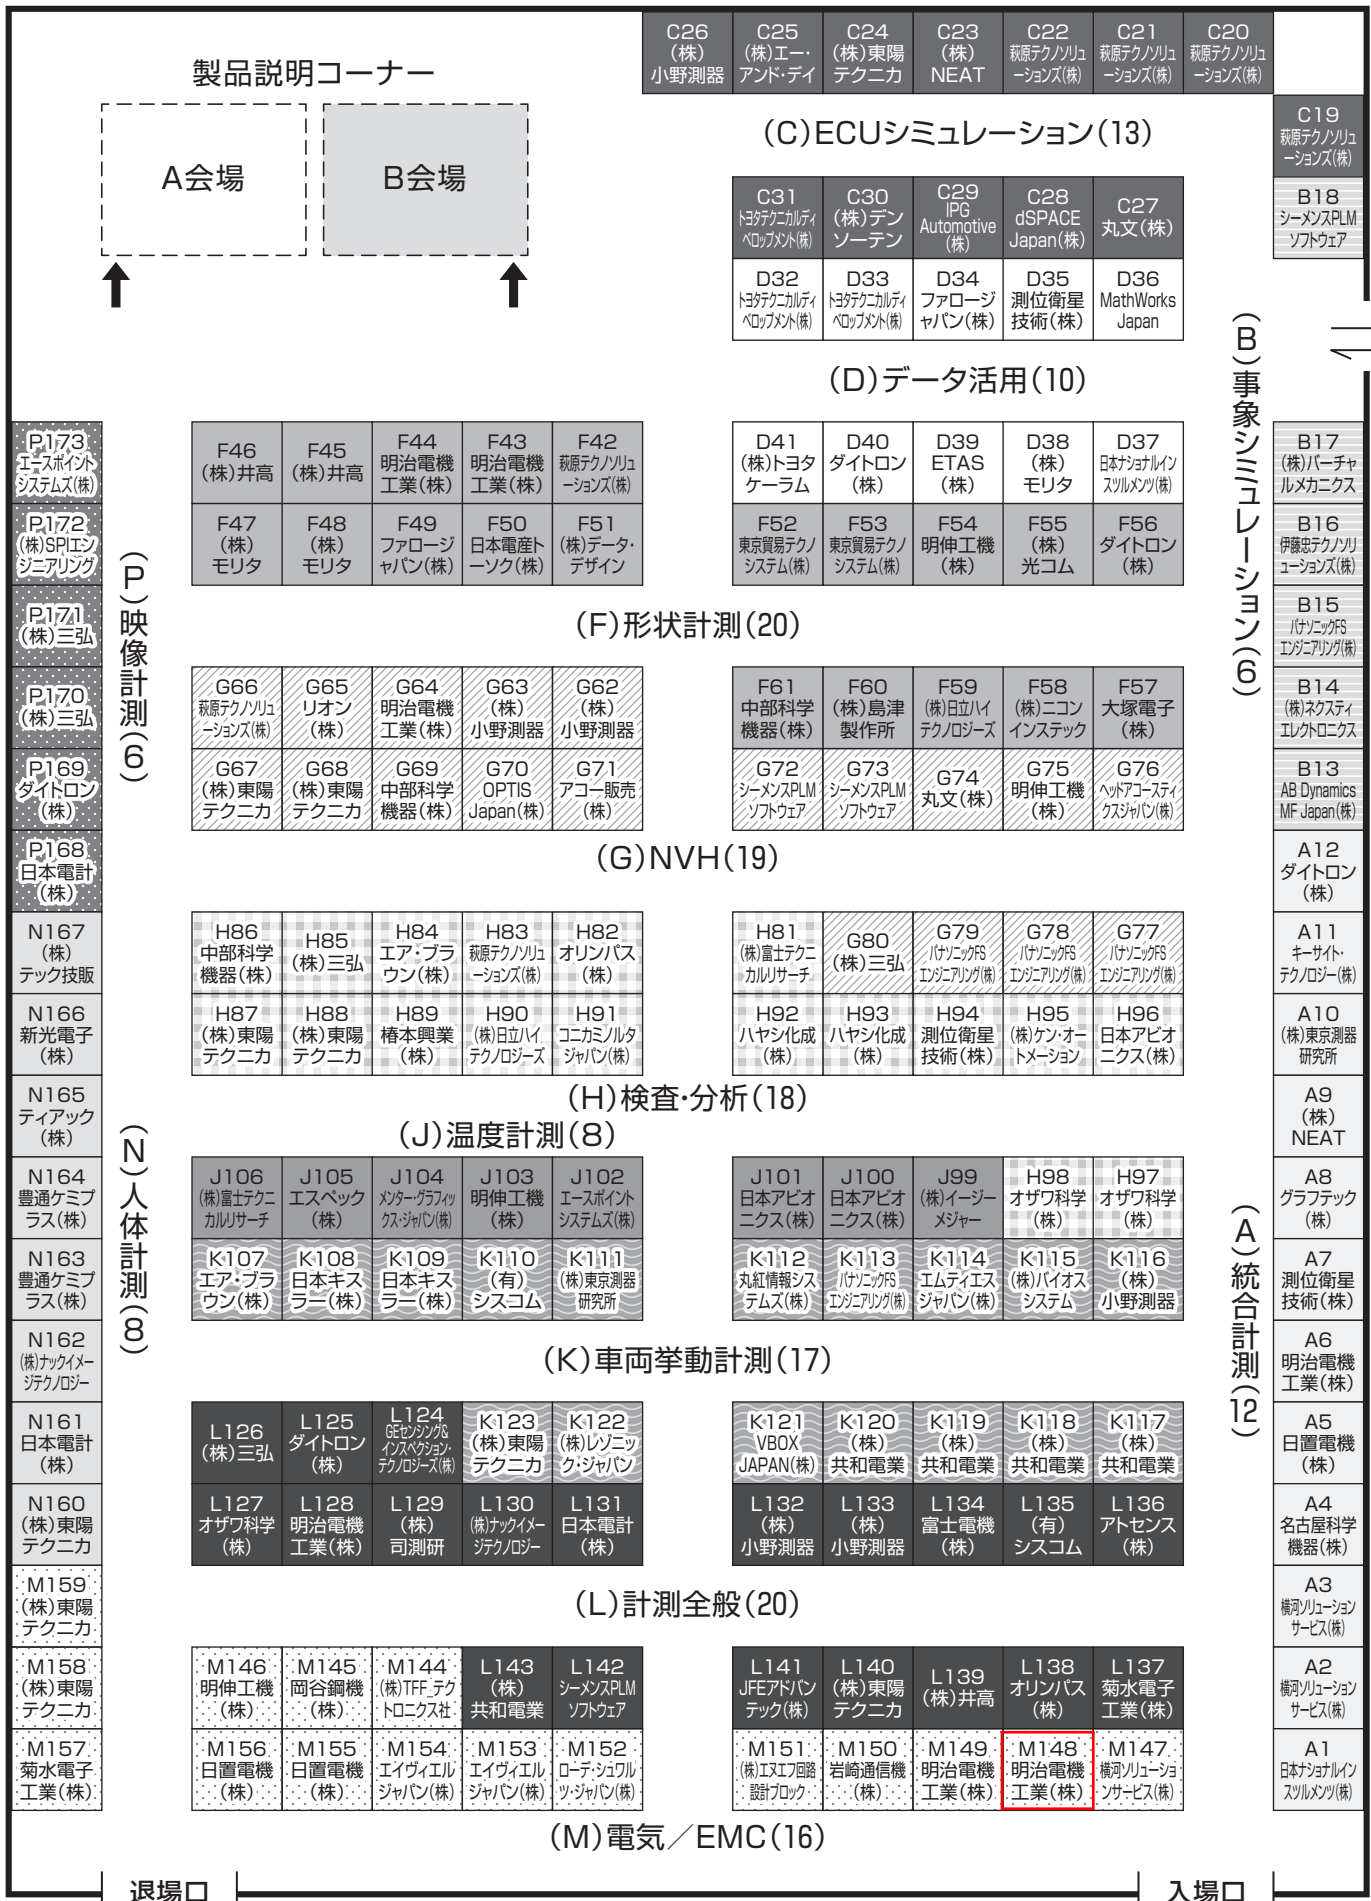 製品説明コーナー
A会場
B会場
C26
(株)
小野測器
C25
(株)エー・
アンド・デイ
C24
(株)東陽
テクニカ
C23
(株)
NEAT
C22
萩原テクノソリュ
ーションズ(株)
C21
萩原テクノソリュ
ーションズ(株)
C20
萩原テクノソリュ
ーションズ(株)
C19
萩原テクノソリュ
ーションズ(株)
(C)ECUシミュレーション(13)
C31
トヨタテクニカルディ
ベロップメント(株)
C30
(株)デン
ソーテン
C29
IPG
Automotive
(株)
C28
dSPACE
Japan(株)
C27
丸文(株)
B18
シーメンスPLM
ソフトウェア
D32
トヨタテクニカルディ
ベロップメント(株)
D33
トヨタテクニカルディ
ベロップメント(株)
D34
ファロージ
ャパン(株)
D35
測位衛星
技術(株)
D36
MathWorks
Japan
(D)データ活用(10)
(B)事象シミュレーション(6)
P173
エースポイント
システムズ(株)
F46
(株)井高
F45
(株)井高
F44
明治電機
工業(株)
F43
明治電機
工業(株)
F42
萩原テクノソリュ
ーションズ(株)
D41
(株)トヨタ
ケーラム
D40
ダイトロン
(株)
D39
ETAS
(株)
D38
(株)
モリタ
D37
日本ナショナルイン
スツルメンツ(株)
B17
(株)バーチャ
ルメカニクス
P172
(株)SPIエン
ジニアリング
F47
(株)
モリタ
F48
(株)
モリタ
F49
ファロージ
ャパン(株)
F50
日本電産ト
ーソク(株)
F51
(株)データ・
デザイン
F52
東京貿易テクノ
システム(株)
F53
東京貿易テクノ
システム(株)
F54
明伸工機
(株)
F55
(株)
光コム
F56
ダイトロン
(株)
B16
伊藤忠テクノソリ
ューションズ(株)
(P)映像計測(6)
P171
(株)三弘
(F)形状計測(20)
B15
パナソニックFS
エンジニアリング(株)
P170
(株)三弘
G66
萩原テクノソリュ
ーションズ(株)
G65
リオン
(株)
G64
明治電機
工業(株)
G63
(株)
小野測器
G62
(株)
小野測器
F61
中部科学
機器(株)
F60
(株)島津
製作所
F59
(株)日立ハイ
テクノロジーズ
F58
(株)ニコン
インステック
F57
大塚電子
(株)
B14
(株)ネクスティ
エレクトロニクス
P169
ダイトロン
(株)
G67
(株)東陽
テクニカ
G68
(株)東陽
テクニカ
G69
中部科学
機器(株)
G70
OPTIS
Japan(株)
G71
アコー販売
(株)
G72
シーメンスPLM
ソフトウェア
G73
シーメンスPLM
ソフトウェア
G74
丸文(株)
G75
明伸工機
(株)
G76
ヘッドアコースティ
クスジャパン(株)
B13
AB Dynamics
MF Japan(株)
P168
日本電計
(株)
(G)NVH(19)
A12
ダイトロン
(株)
N167
(株)
テック技販
H86
中部科学
機器(株)
H85
(株)三弘
H84
エア・ブラ
ウン(株)
H83
萩原テクノソリュ
ーションズ(株)
H82
オリンパス
(株)
H81
(株)富士テクニ
カルリサーチ
G80
(株)三弘
G79
パナソニックFS
エンジニアリング(株)
G78
パナソニックFS
エンジニアリング(株)
G77
パナソニックFS
エンジニアリング(株)
A11
キーサイト・
テクノロジー(株)
N166
新光電子
(株)
H87
(株)東陽
テクニカ
H88
(株)東陽
テクニカ
H89
椿本興業
(株)
H90
(株)日立ハイ
テクノロジーズ
H91
コニカミノルタ
ジャパン(株)
H92
ハヤシ化成
(株)
H93
ハヤシ化成
(株)
H94
測位衛星
技術(株)
H95
(株)ケン・オー
トメーション
H96
日本アビオ
ニクス(株)
A10
(株)東京測器
研究所
N165
ティアック
(株)
(H)検査・分析(18)
(J)温度計測(8)
A9
(株)
NEAT
(N)人体計測(8)
(A)統合計測(12)
N164
豊通ケミプ
ラス(株)
J106
(株)富士テクニ
カルリサーチ
J105
エスペック
(株)
J104
メンター・グラフィッ
クス・ジャパン(株)
J103
明伸工機
(株)
J102
エースポイント
システムズ(株)
J101
日本アビオ
ニクス(株)
J100
日本アビオ
ニクス(株)
J99
(株)イージー
メジャー
H98
オザワ科学
(株)
H97
オザワ科学
(株)
A8
グラフテック
(株)
N163
豊通ケミプ
ラス(株)
K107
エア・ブラ
ウン(株)
K108
日本キス
ラー(株)
K109
日本キス
ラー(株)
K110
(有)
シスコム
K111
(株)東京測器
研究所
K112
丸紅情報シス
テムズ(株)
K113
パナソニックFS
エンジニアリング(株)
K114
エムティエス
ジャパン(株)
K115
(株)バイオス
システム
K116
(株)
小野測器
A7
測位衛星
技術(株)
N162
(株)ナックイメー
ジテクノロジー
(K)車両挙動計測(17)
A6
明治電機
工業(株)
N161
日本電計
(株)
L126
(株)三弘
L125
ダイトロン
(株)
L124
GEセンシング&
インスペクション・
テクノロジーズ(株)
K123
(株)東陽
テクニカ
K122
(株)レゾニッ
ク・ジャパン
K121
VBOX
JAPAN(株)
K120
(株)
共和電業
K119
(株)
共和電業
K118
(株)
共和電業
K117
(株)
共和電業
A5
日置電機
(株)
N160
(株)東陽
テクニカ
L127
オザワ科学
(株)
L128
明治電機
工業(株)
L129
(株)
司測研
L130
(株)ナックイメー
ジテクノロジー
L131
日本電計
(株)
L132
(株)
小野測器
L133
(株)
小野測器
L134
富士電機
(株)
L135
(有)
シスコム
L136
アトセンス
(株)
A4
名古屋科学
機器(株)
M159
(株)東陽
テクニカ
(L)計測全般(20)
A3
横河ソリューション
サービス(株)
M158
(株)東陽
テクニカ
M146
明伸工機
(株)
M145
岡谷鋼機
(株)
M144
(株)TFF テク
トロニクス社
L143
(株)
共和電業
L142
シーメンスPLM
ソフトウェア
L141
JFEアドバン
テック(株)
L140
(株)東陽
テクニカ
L139
(株)井高
L138
オリンパス
(株)
L137
菊水電子
工業(株)
A2
横河ソリューション
サービス(株)
M157
菊水電子
工業(株)
M156
日置電機
(株)
M155
日置電機
(株)
M154
エイヴィエル
ジャパン(株)
M153
エイヴィエル
ジャパン(株)
M152
ローデ・シュワル
ツ・ジャパン(株)
M151
(株)エヌエフ回路
設計ブロック
M150
岩崎通信機
(株)
M149
明治電機
工業(株)
M148
明治電機
工業(株)
M147
横河ソリューショ
ンサービス(株)
A1
日本ナショナルイン
スツルメンツ(株)
(M)電気／EMC(16)
退場口
入場口